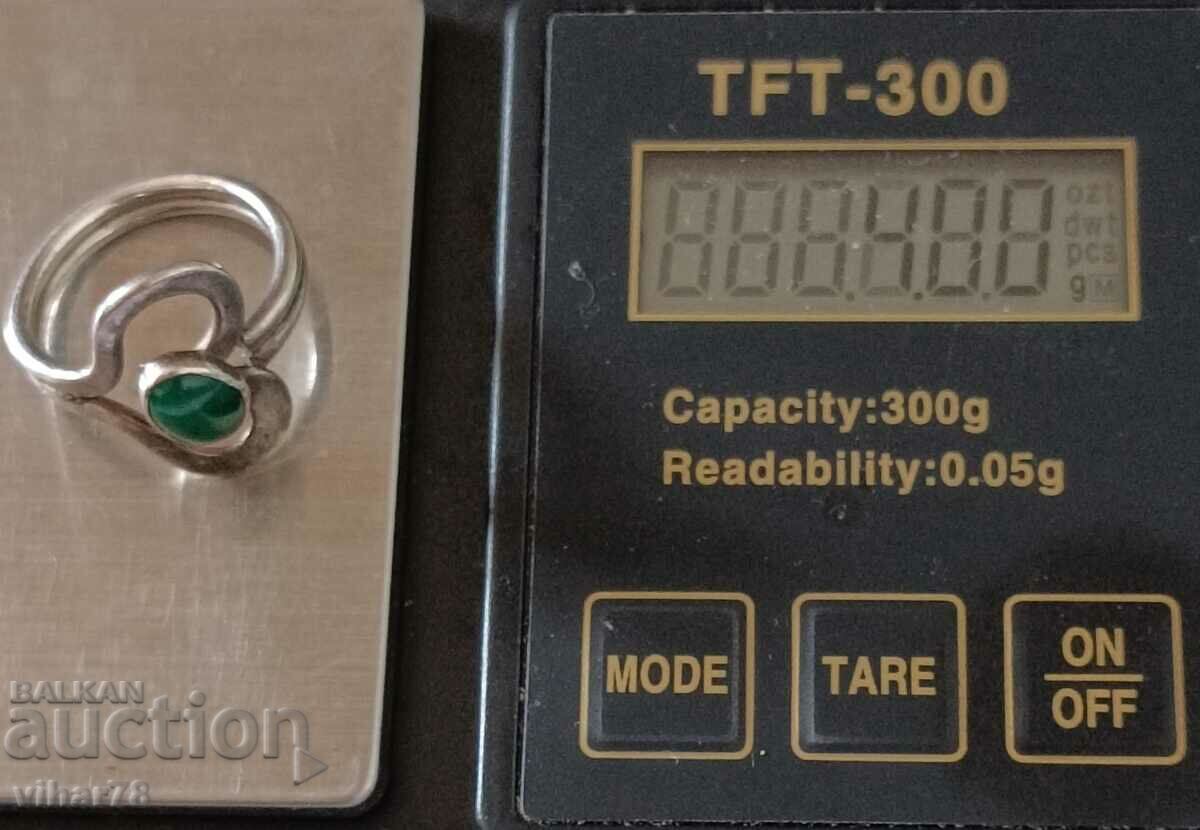 TFT-300
ozt
dwt
pcs
g M
Capacity:300g
Readability:0.05g
MODE
TARE
ON
OFF
BALKAN
auction
vihar78